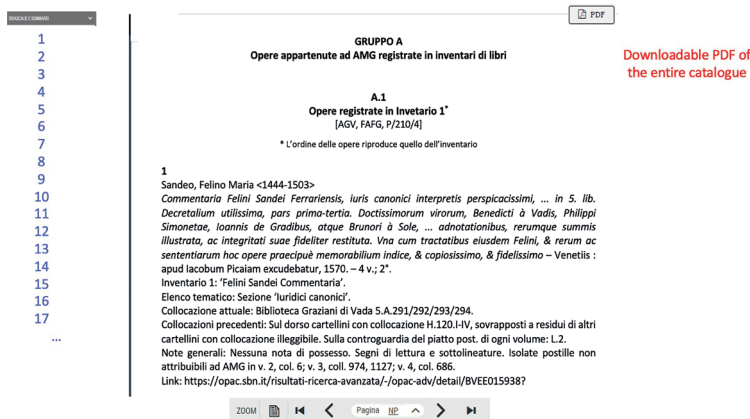 DIDASCALIE E SOMMARIO
PDF
1
2
3
4
5
6
7
8
9
10
11
12
13
14
15
16
17
...
GRUPPO A
Opere appartenute ad AMG registrate in inventari di libri
Downloadable PDF of
the entire catalogue
A.1
Opere registrate in Invetario 1*
[AGV, FAFG, P/210/4]
* L'ordine delle opere riproduce quello dell'inventario
1
Sandeo, Felino Maria <1444-1503>
Commentaria Felini Sandei Ferrariensis, iuris canonici interpretis perspicacissimi, ... in 5. lib.
Decretalium utilissima, pars prima-tertia. Doctissimorum virorum, Benedicti à Vadis, Philippi
Simonetae, Ioannis de Gradibus, atque Brunori à Sole, ... adnotationibus, rerumque summis
illustrata, ac integritati suae fideliter restituta. Vna cum tractatibus eiusdem Felini, & rerum ac
sententiarum hoc opere praecipuè memorabilium indice, & copiosissimo, & fidelissimo – Venetiis :
apud Iacobum Picaiam excudebatur, 1570. – 4 v.; 2°.
Inventario 1: 'Felini Sandei Commentaria'.
Elenco tematico: Sezione 'Iuridici canonici'.
Collocazione attuale: Biblioteca Graziani di Vada 5.A.291/292/293/294.
Collocazioni precedenti: Sul dorso cartellini con collocazione H.120.I-IV, sovrapposti a residui di altri
cartellini con collocazione illeggibile. Sulla controguardia del piatto post. di ogni volume: L.2.
Note generali: Nessuna nota di possesso. Segni di lettura e sottolineature. Isolate postille non
attribuibili ad AMG in v. 2, col. 6; v. 3, coll. 974, 1127; v. 4, col. 686.
Link: https://opac.sbn.it/risultati-ricerca-avanzata/-/opac-adv/detail/BVEE015938?
ZOOM
Pagina NP